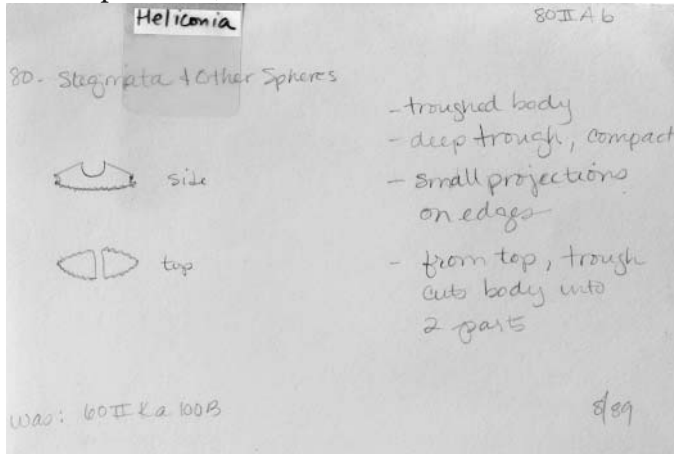 Heliconia
80 II A b
80- Stegmata & Other Spheres
- troughed body
- deep trough, compact
side
- small projections
on edges
top
- from top, trough
cuts body into
2 parts
was: 60 II Ka 100B
8/89